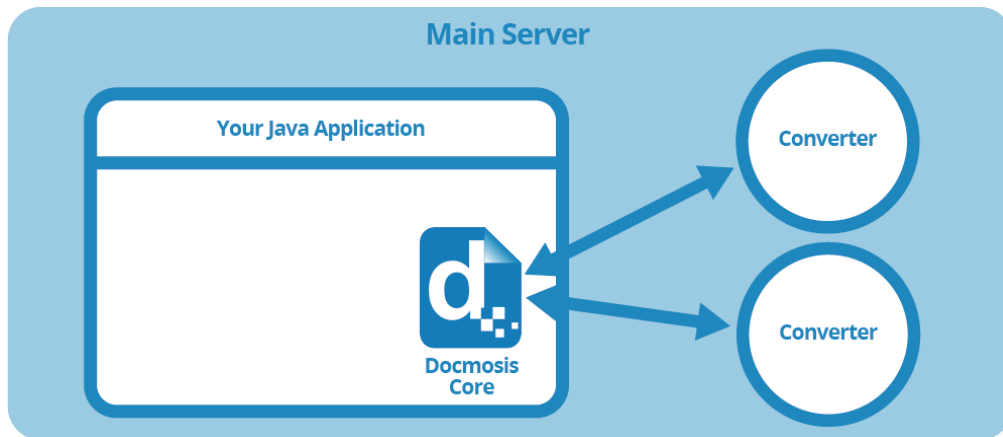 Main Server
Your Java Application
Converter
d
Docmosis
Core
Converter